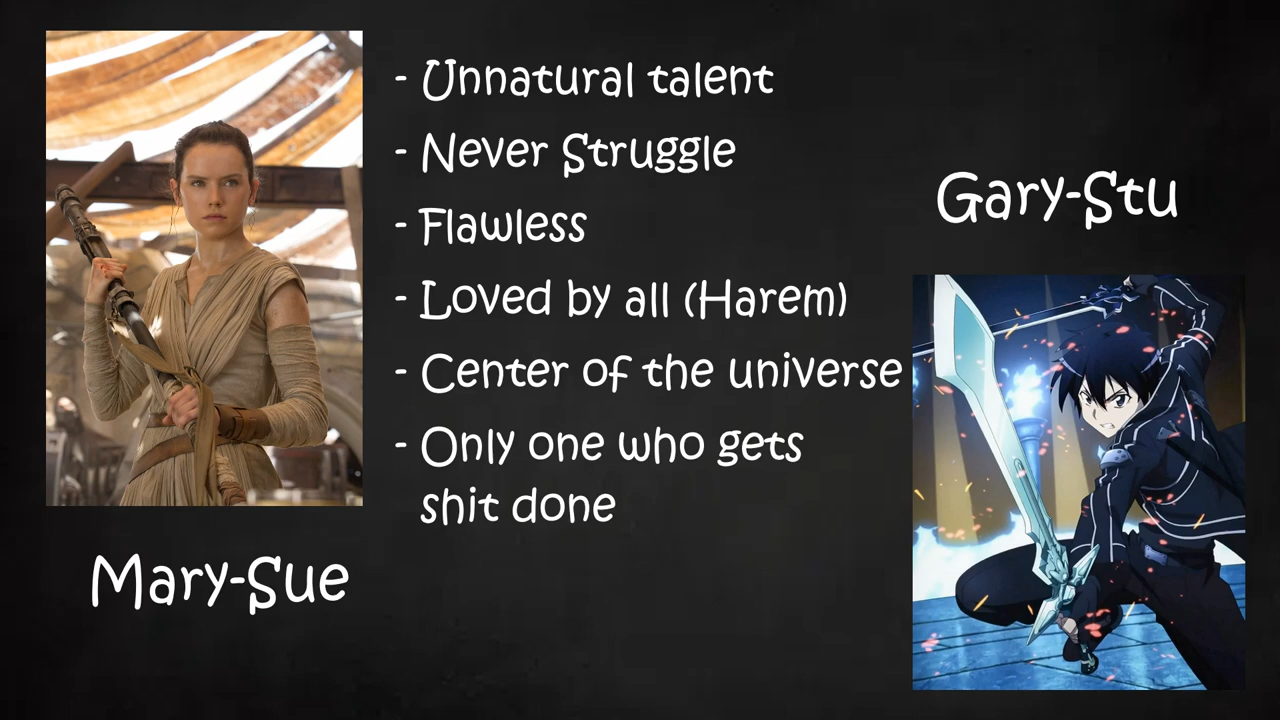 - Unnatural talent
- Never Struggle
- Flawless
- Loved by all (Harem)
- Center of the universe
- Only one who gets
shit done
Gary-Stu
Mary-Sue